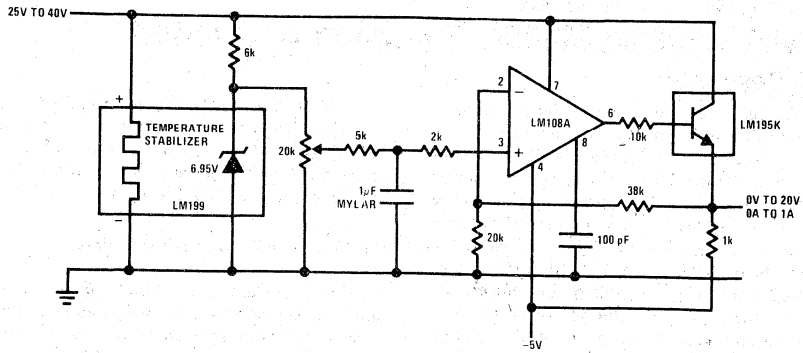 25V TO 40V
6k
+
TEMPERATURE
STABILIZER
6.95V
LM199
−
20k
5k
2k
1μF
MYLAR
2
−
7
LM108A
6
3
+
4
8
10k
LM195K
38k
0V TO 20V
0A TO 1A
20k
100 pF
1k
−5V